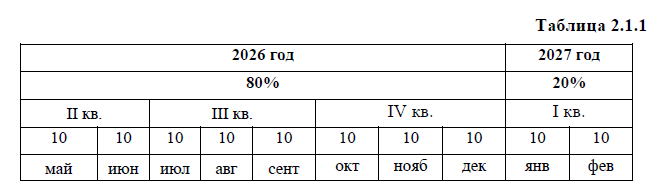 Таблица 2.1.1
2026 год 2027 год
80% 20%
II кв. III кв. IV кв. I кв.
10 10 10 10 10 10 10 10 10 10
май июн июл авг сент окт нояб дек янв фев